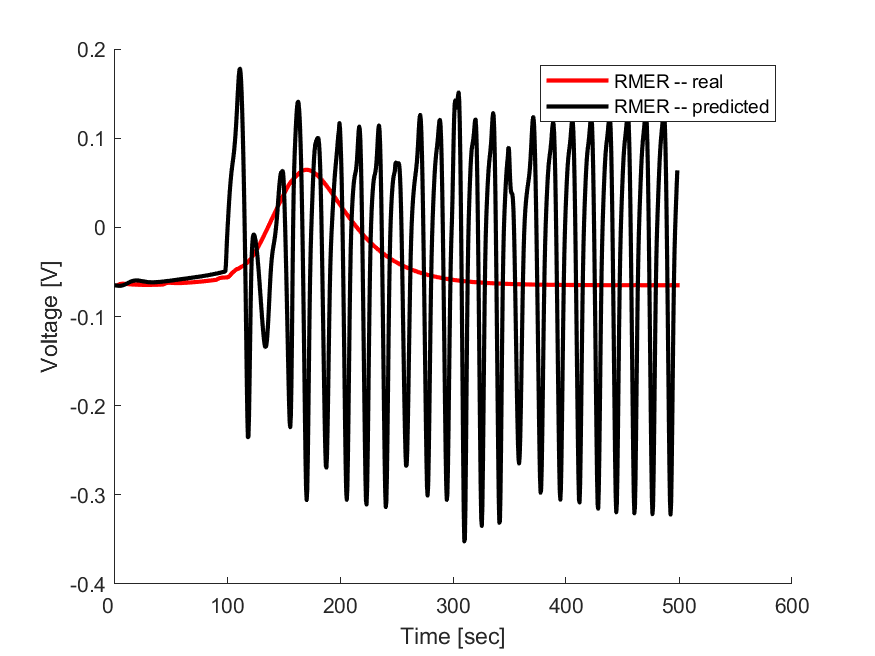 0.2
0.1
0
-0.1
-0.2
-0.3
-0.4
Voltage [V]
RMER -- real
RMER -- predicted
0 100 200 300 400 500 600
Time [sec]